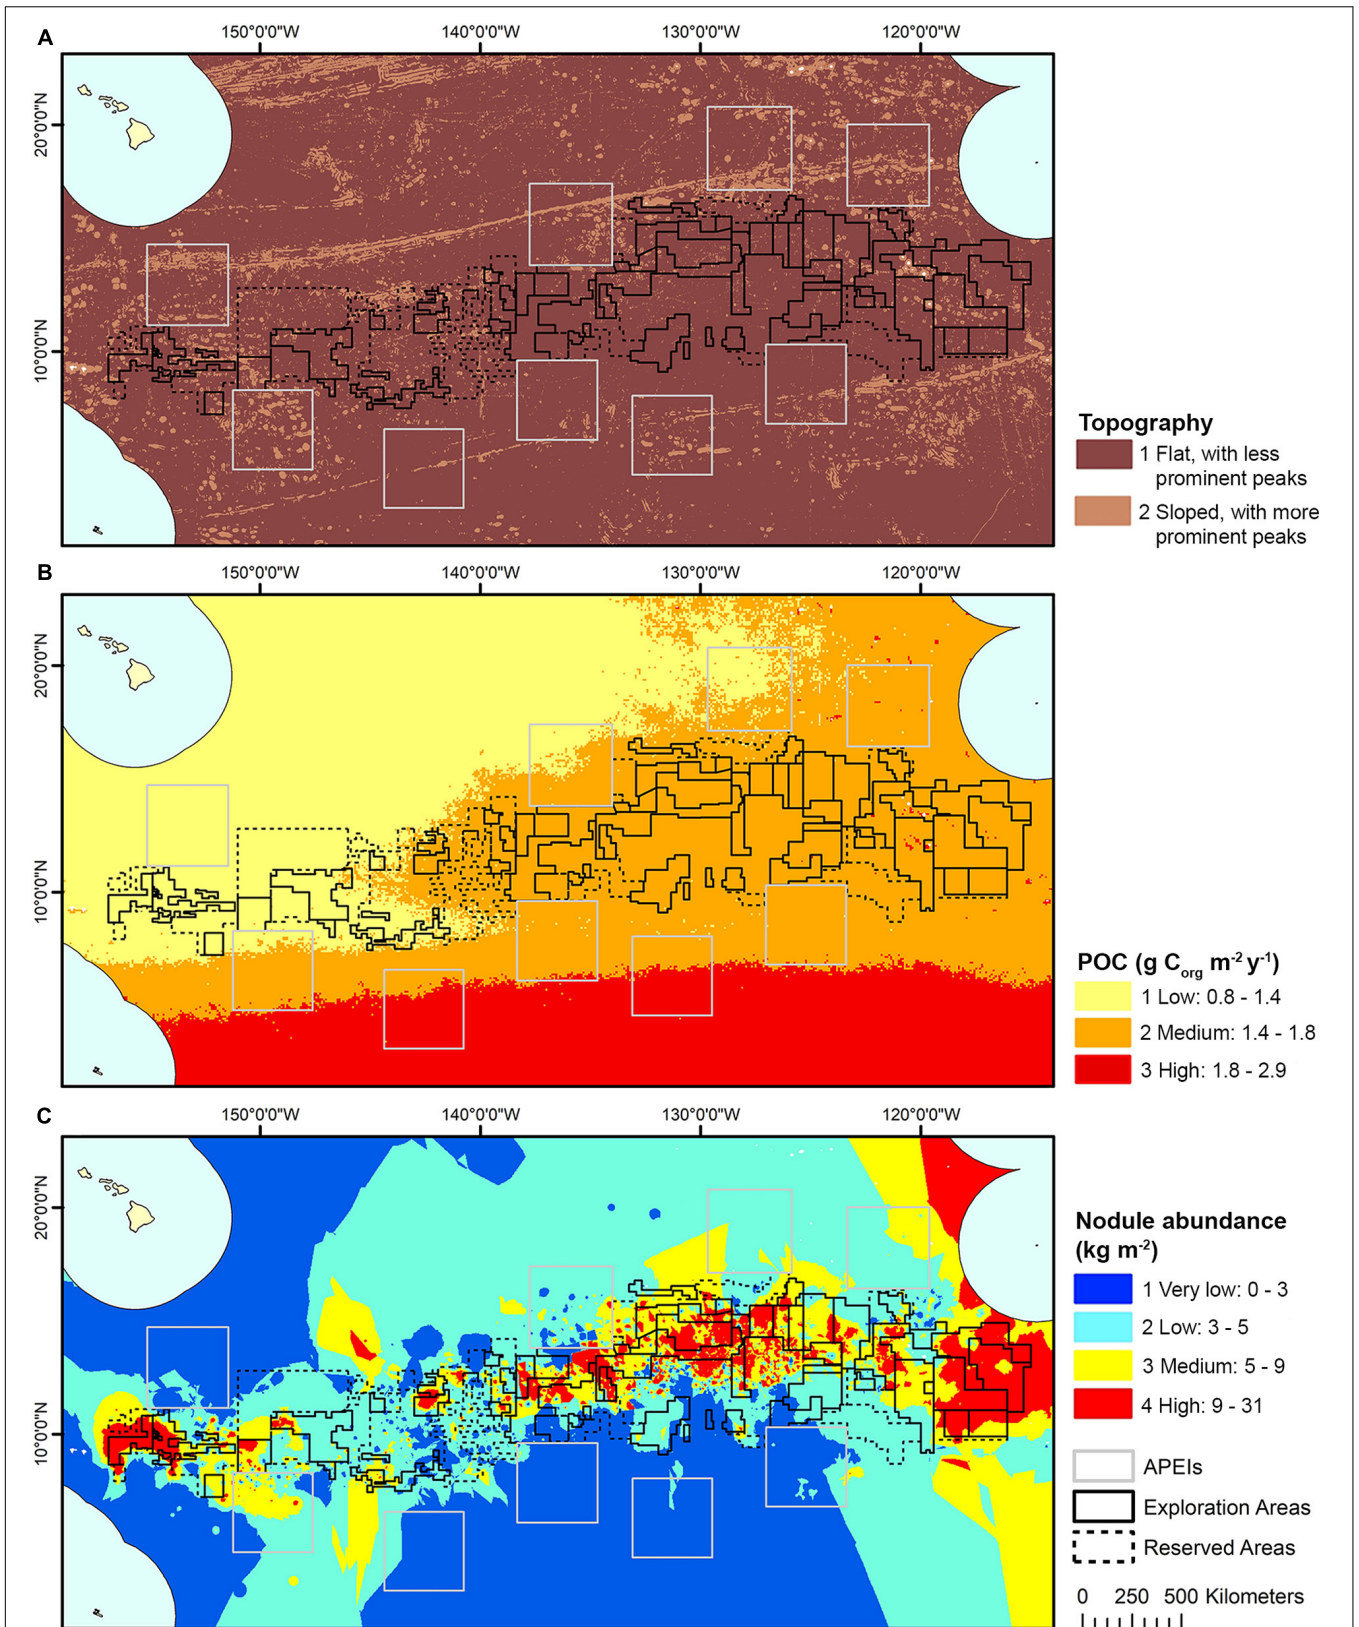 A
150°0'0"W 140°0'0"W 130°0'0"W 120°0'0"W
20°0'0"N
10°0'0"N
Topography
1 Flat, with less
prominent peaks
2 Sloped, with more
prominent peaks
B
150°0'0"W 140°0'0"W 130°0'0"W 120°0'0"W
20°0'0"N
10°0'0"N
POC (g Corg m-2 y-1)
1 Low: 0.8 - 1.4
2 Medium: 1.4 - 1.8
3 High: 1.8 - 2.9
C
150°0'0"W 140°0'0"W 130°0'0"W 120°0'0"W
20°0'0"N
10°0'0"N
Nodule abundance
(kg m-2)
1 Very low: 0 - 3
2 Low: 3 - 5
3 Medium: 5 - 9
4 High: 9 - 31
APEIs
Exploration Areas
Reserved Areas
0 250 500 Kilometers